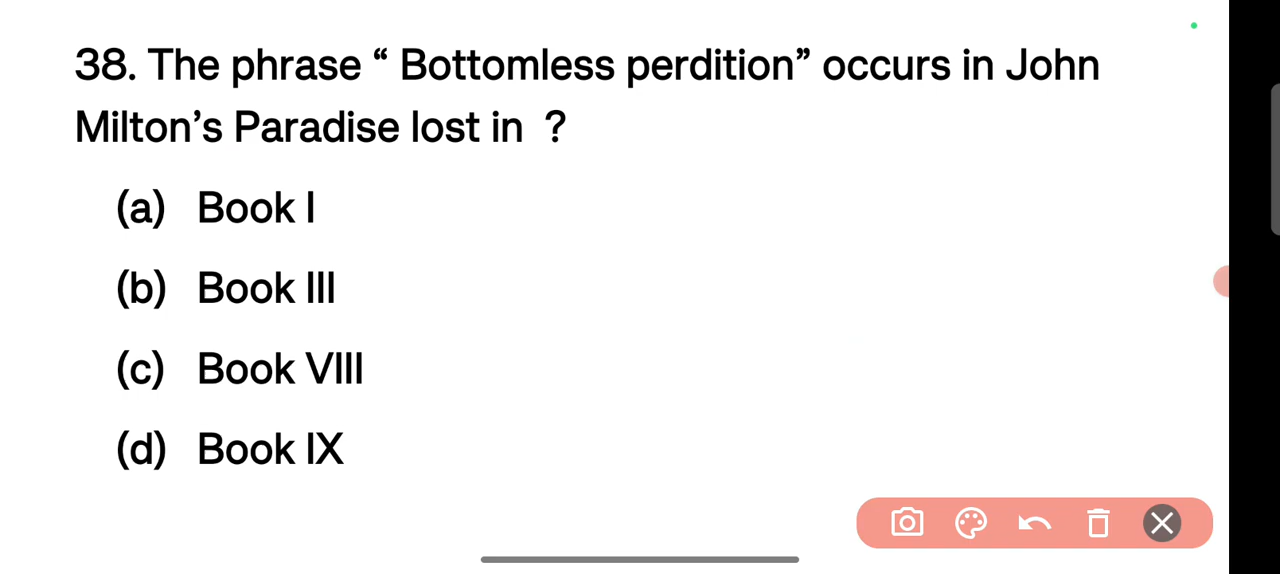 38. The phrase “ Bottomless perdition” occurs in John
Milton’s Paradise lost in  ?
(a) Book I
(b) Book III
(c) Book VIII
(d) Book IX